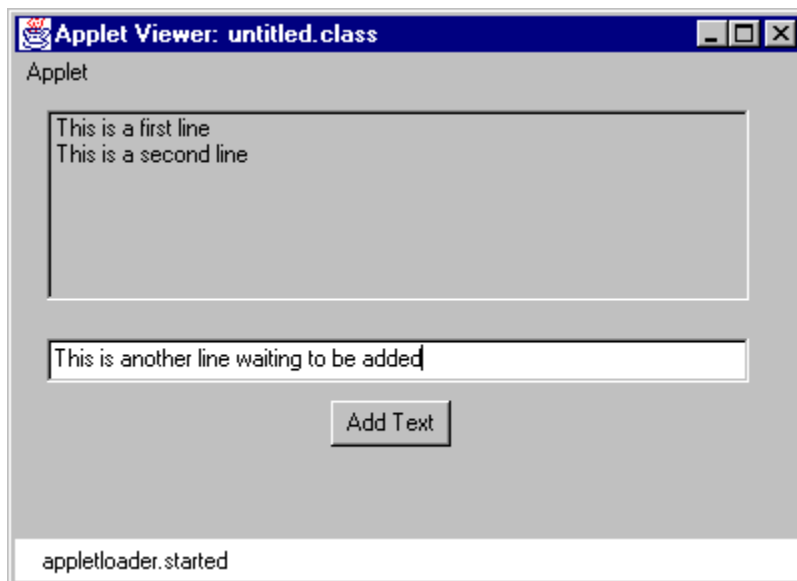 Applet Viewer: untitled.class
Applet
This is a first line
This is a second line
This is another line waiting to be added
Add Text
appletloader.started